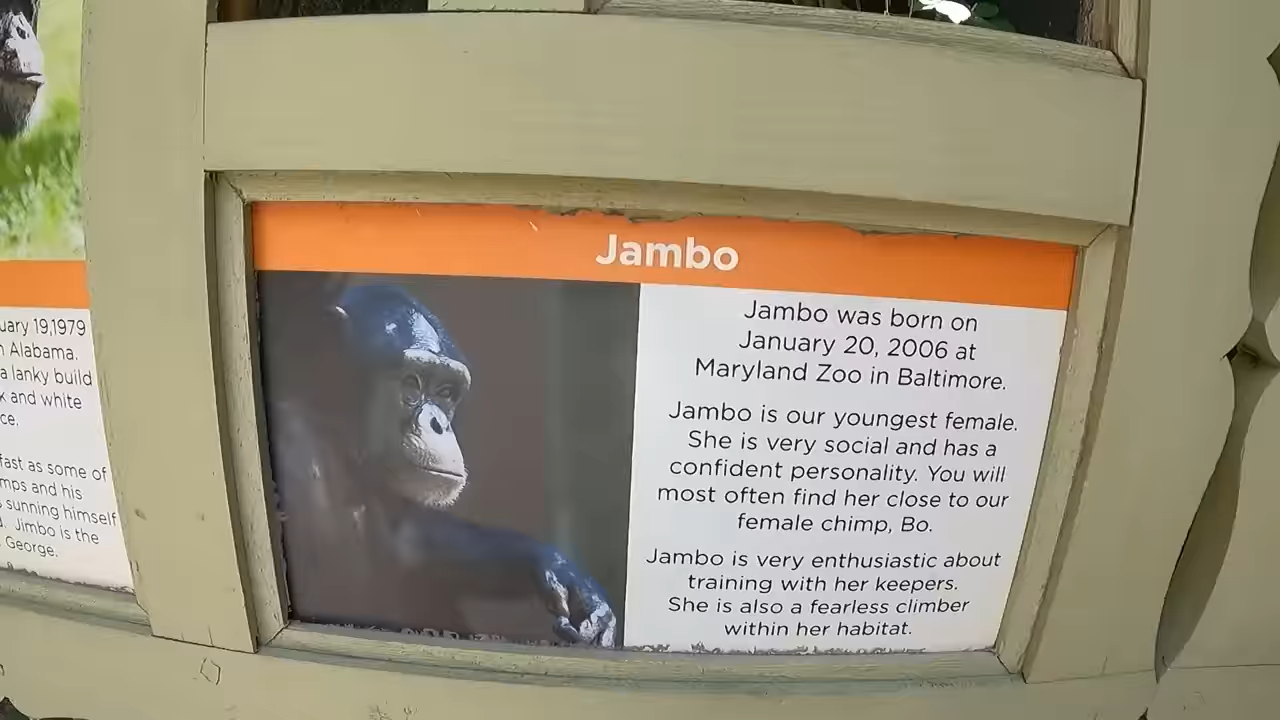 uary 19,1979
Alabama.
a lanky build
and white
ce.
fast as some of
mps and his
sunning himself
Jimbo is the
George.
Jambo
Jambo was born on
January 20, 2006 at
Maryland Zoo in Baltimore.
Jambo is our youngest female.
She is very social and has a
confident personality. You will
most often find her close to our
female chimp, Bo.
Jambo is very enthusiastic about
training with her keepers.
She is also a fearless climber
within her habitat.